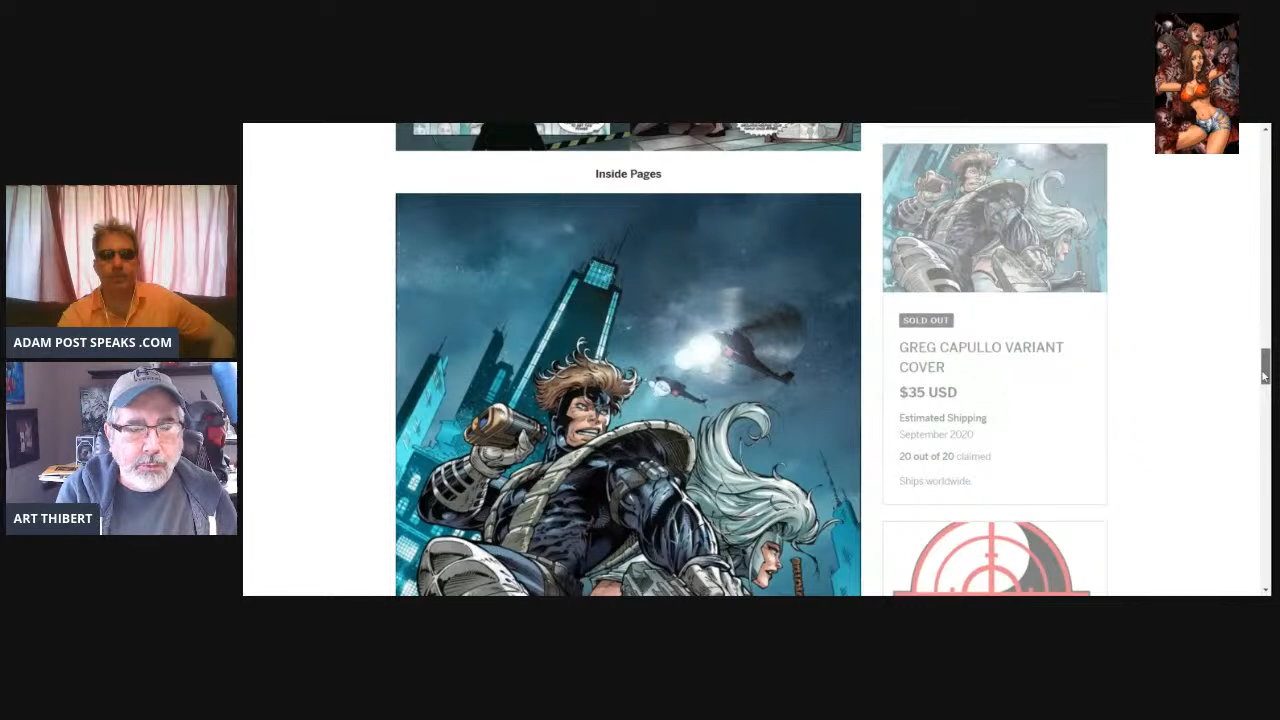 Inside Pages
ADAM POST SPEAKS .COM
ART THIBERT
SOLD OUT
GREG CAPULLO VARIANT
COVER
$35 USD
Estimated Shipping
September 2020
20 out of 20 claimed
Ships worldwide.